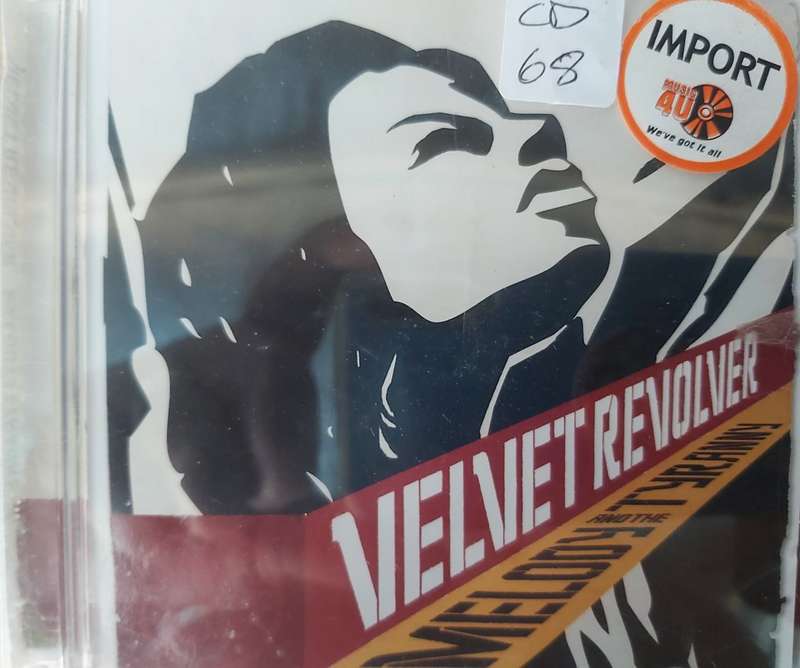 CD
68
IMPORT
MUSIC
4U
We've got it all
VELVET REVOLVER
MELODY AND THE TYRANNY